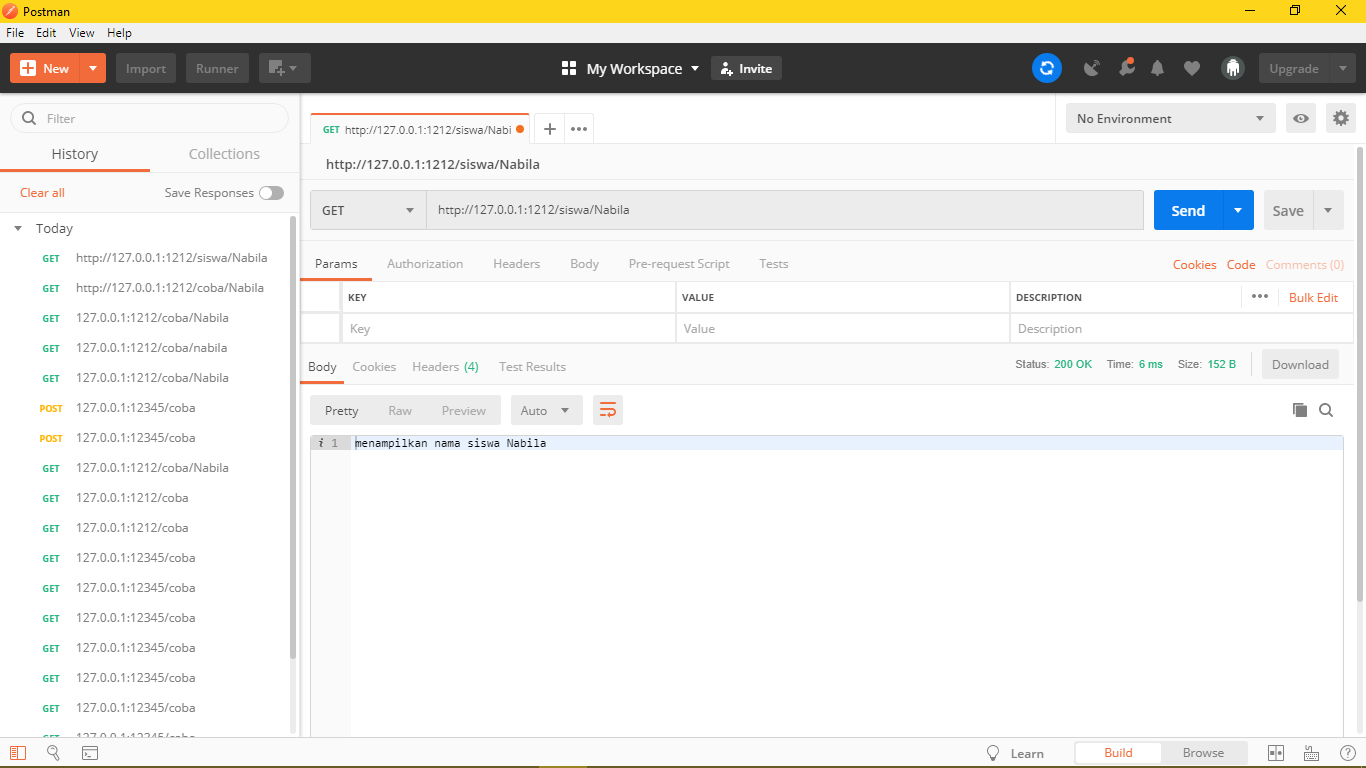 Postman
File Edit View Help
New Import Runner My Workspace Invite Upgrade
Filter
History Collections
Clear all Save Responses
Today
GET http://127.0.0.1:1212/siswa/Nabila
GET http://127.0.0.1:1212/coba/Nabila
GET 127.0.0.1:1212/coba/Nabila
GET 127.0.0.1:1212/coba/nabila
GET 127.0.0.1:1212/coba/Nabila
POST 127.0.0.1:12345/coba
POST 127.0.0.1:12345/coba
GET 127.0.0.1:1212/coba/Nabila
GET 127.0.0.1:1212/coba
GET 127.0.0.1:1212/coba
GET 127.0.0.1:12345/coba
GET 127.0.0.1:12345/coba
GET 127.0.0.1:12345/coba
GET 127.0.0.1:12345/coba
GET 127.0.0.1:12345/coba
GET 127.0.0.1:12345/coba
GET 127.0.0.1:12345/coba
GET http://127.0.0.1:1212/siswa/Nabi
No Environment
http://127.0.0.1:1212/siswa/Nabila
GET http://127.0.0.1:1212/siswa/Nabila Send Save
Params Authorization Headers Body Pre-request Script Tests Cookies Code Comments (0)
KEY VALUE DESCRIPTION Bulk Edit
Key Value Description
Body Cookies Headers (4) Test Results Status: 200 OK Time: 6 ms Size: 152 B Download
Pretty Raw Preview Auto
i 1 menampilkan nama siswa Nabila
Learn Build Browse